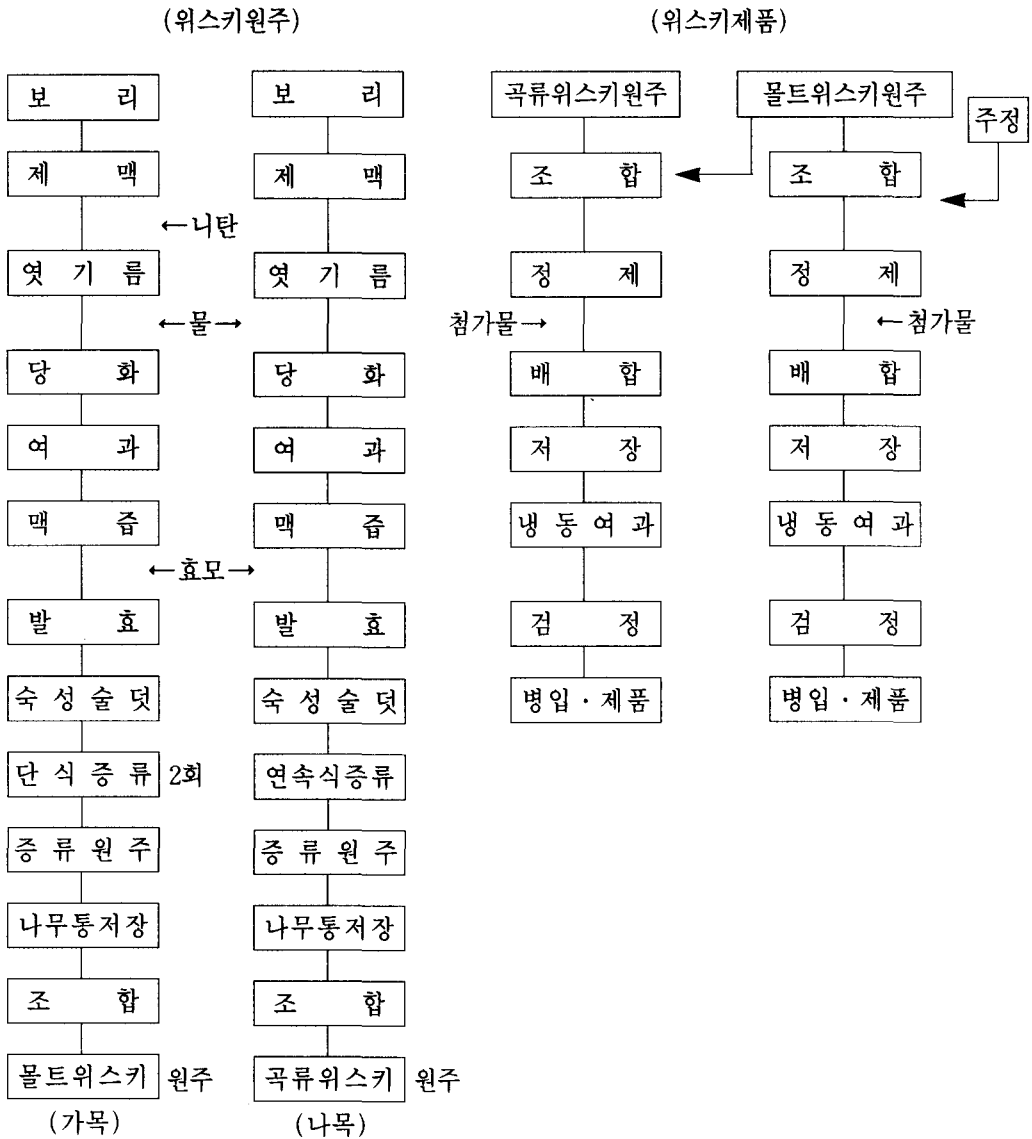 (위스키원주)
보 리
제 맥
←니탄
엿 기 름
←물→
당 화
여 과
맥 즙
←효모→
발 효
숙 성 술 덧
단 식 증 류 2회
증 류 원 주
나무통저장
조 합
몰트위스키 원주
(가목)
보 리
제 맥
엿 기 름
당 화
여 과
맥 즙
발 효
숙 성 술 덧
연속식증류
증 류 원 주
나무통저장
조 합
곡류위스키 원주
(나목)
(위스키제품)
곡류위스키원주
조 합
정 제
첨가물→
배 합
저 장
냉 동 여 과
검 정
병입 · 제품
몰트위스키원주
주정
조 합
정 제
←첨가물
배 합
저 장
냉 동 여 과
검 정
병입 · 제품